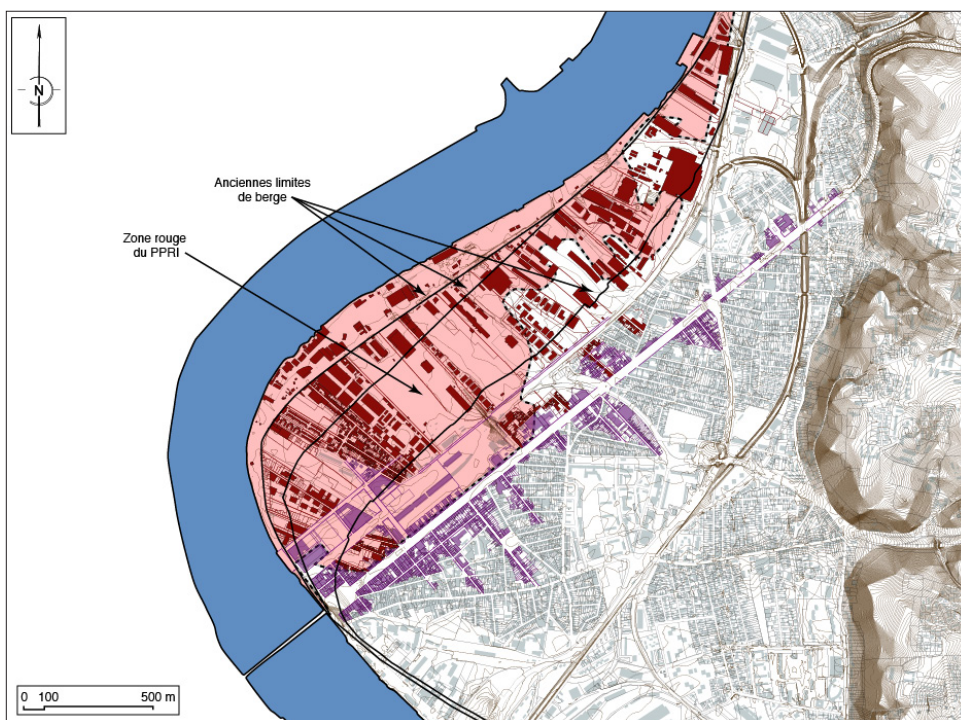 N
Anciennes limites
de berge
Zone rouge
du PPRI
0 100 500 m